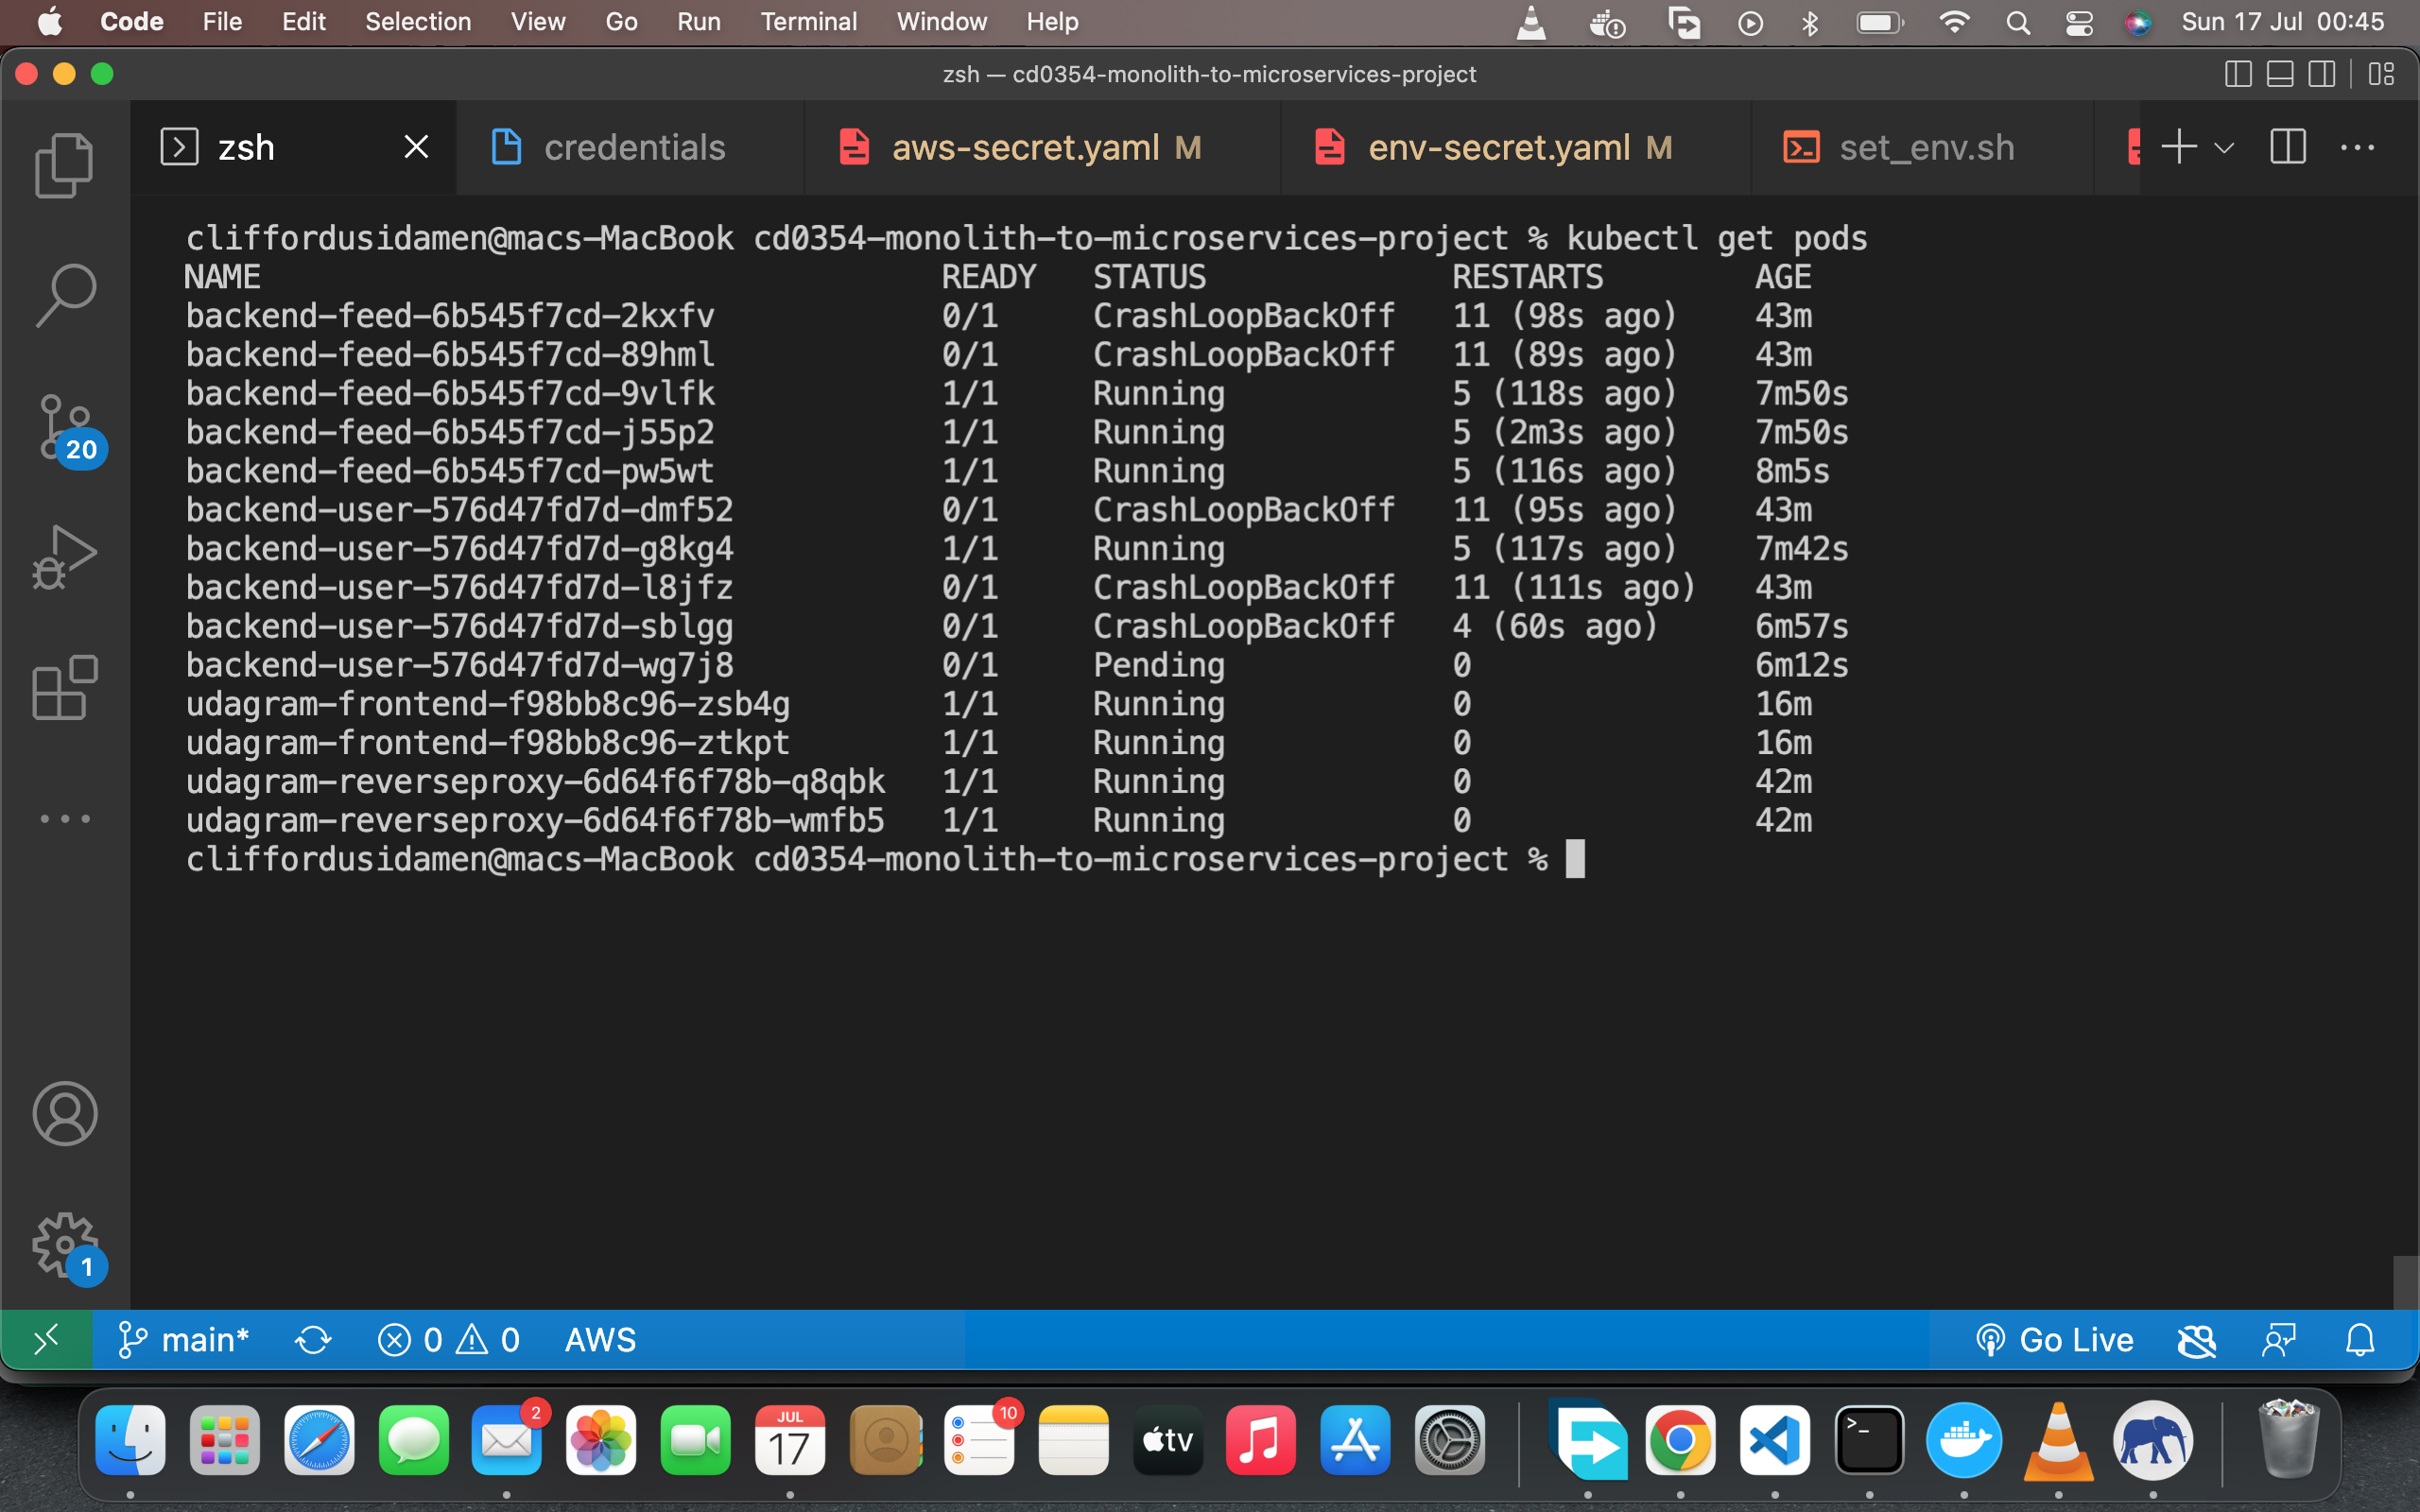 Code File Edit Selection View Go Run Terminal Window Help Sun 17 Jul 00:45
zsh — cd0354-monolith-to-microservices-project
zsh credentials aws-secret.yaml M env-secret.yaml M set_env.sh
cliffordusidamen@macs-MacBook cd0354-monolith-to-microservices-project % kubectl get pods
NAME READY STATUS RESTARTS AGE
backend-feed-6b545f7cd-2kxfv 0/1 CrashLoopBackOff 11 (98s ago) 43m
backend-feed-6b545f7cd-89hml 0/1 CrashLoopBackOff 11 (89s ago) 43m
backend-feed-6b545f7cd-9vlfk 1/1 Running 5 (118s ago) 7m50s
backend-feed-6b545f7cd-j55p2 1/1 Running 5 (2m3s ago) 7m50s
backend-feed-6b545f7cd-pw5wt 1/1 Running 5 (116s ago) 8m5s
backend-user-576d47fd7d-dmf52 0/1 CrashLoopBackOff 11 (95s ago) 43m
backend-user-576d47fd7d-g8kg4 1/1 Running 5 (117s ago) 7m42s
backend-user-576d47fd7d-l8jfz 0/1 CrashLoopBackOff 11 (111s ago) 43m
backend-user-576d47fd7d-sblgg 0/1 CrashLoopBackOff 4 (60s ago) 6m57s
backend-user-576d47fd7d-wg7j8 0/1 Pending 0 6m12s
udagram-frontend-f98bb8c96-zsb4g 1/1 Running 0 16m
udagram-frontend-f98bb8c96-ztkpt 1/1 Running 0 16m
udagram-reverseproxy-6d64f6f78b-q8qbk 1/1 Running 0 42m
udagram-reverseproxy-6d64f6f78b-wmfb5 1/1 Running 0 42m
cliffordusidamen@macs-MacBook cd0354-monolith-to-microservices-project %
20
1
main* 0 0 AWS Go Live
2 JUL 17 10 tv